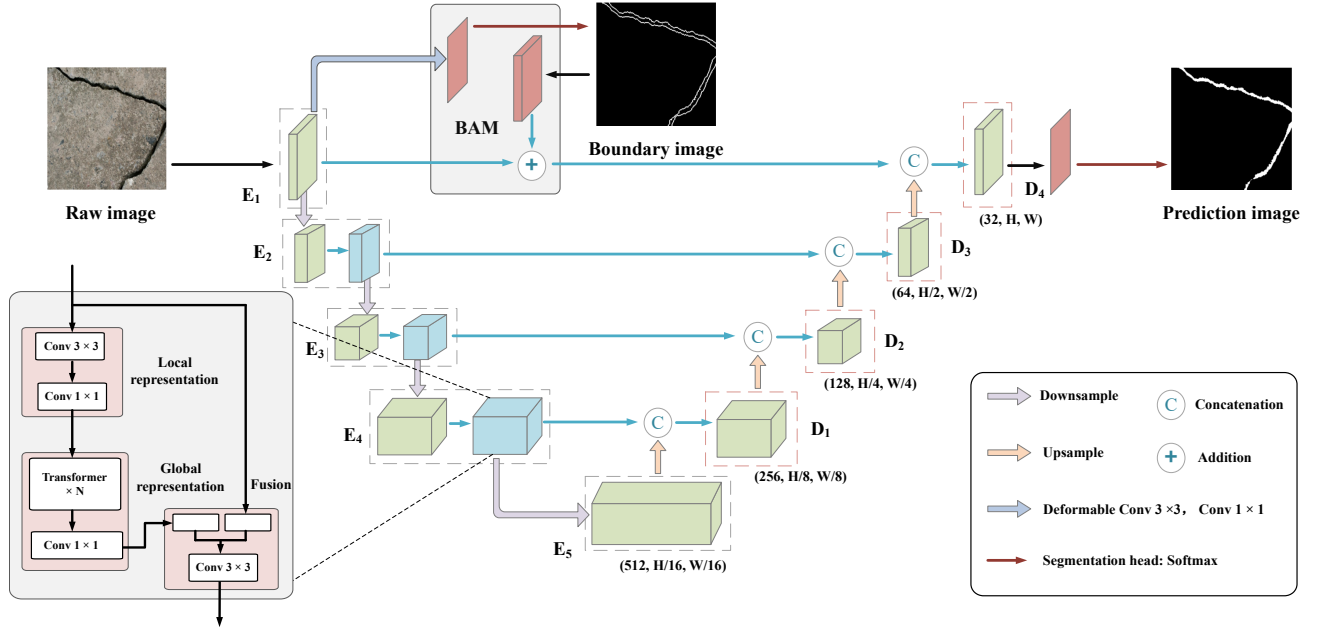 BAM
Boundary image
E1
Raw image
C
D4
(32, H, W)
Prediction image
E2
C
D3
(64, H/2, W/2)
E3
C
D2
(128, H/4, W/4)
E4
C
D1
(256, H/8, W/8)
E5
(512, H/16, W/16)
Conv 3 × 3
Conv 1 × 1
Local
representation
Transformer
× N
Conv 1 × 1
Global
representation
Fusion
Conv 3 × 3
Downsample
C
Concatenation
Upsample
+
Addition
Deformable Conv 3 ×3, Conv 1 × 1
Segmentation head: Softmax